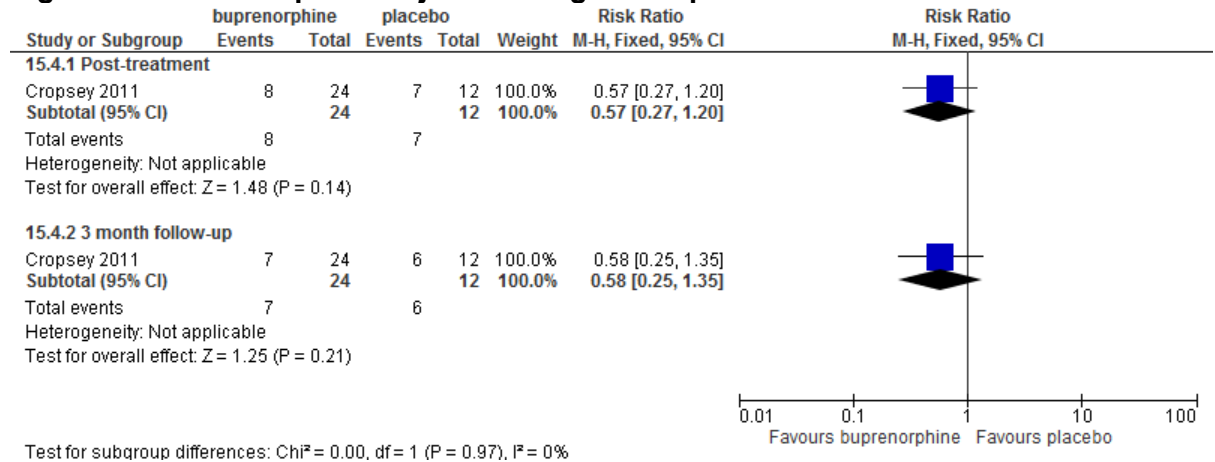 buprenorphine placebo Risk Ratio Risk Ratio
Study or Subgroup Events Total Events Total Weight M-H, Fixed, 95% CI M-H, Fixed, 95% CI
15.4.1 Post-treatment
Cropsey 2011 8 24 7 12 100.0% 0.57 [0.27, 1.20]
Subtotal (95% CI) 24 12 100.0% 0.57 [0.27, 1.20]
Total events 8 7
Heterogeneity: Not applicable
Test for overall effect: Z = 1.48 (P = 0.14)
15.4.2 3 month follow-up
Cropsey 2011 7 24 6 12 100.0% 0.58 [0.25, 1.35]
Subtotal (95% CI) 24 12 100.0% 0.58 [0.25, 1.35]
Total events 7 6
Heterogeneity: Not applicable
Test for overall effect: Z = 1.25 (P = 0.21)
0.01 0.1 1 10 100
Favours buprenorphine Favours placebo
Test for subgroup differences: Chi² = 0.00, df = 1 (P = 0.97), I² = 0%